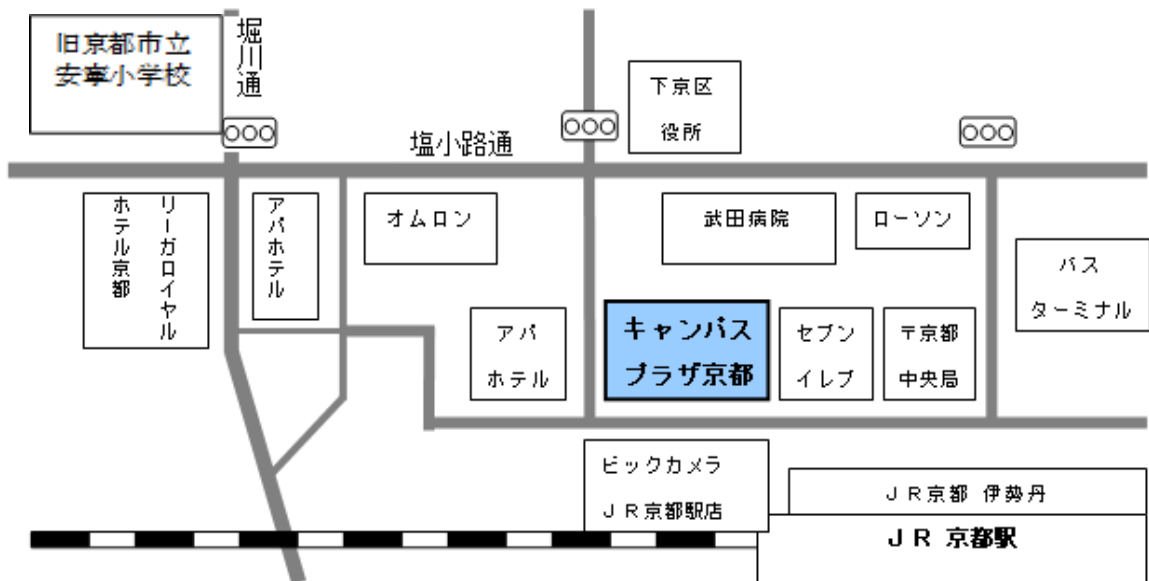 旧京都市立
安寧小学校
堀川通
塩小路通
下京区
役所
リーガロイヤル
ホテル京都
アパホテル
オムロン
武田病院
ローソン
バス
ターミナル
アパ
ホテル
キャンパス
プラザ京都
セブン
イレブ
〒京都
中央局
ビックカメラ
ＪＲ京都駅店
ＪＲ京都 伊勢丹
ＪＲ 京都駅